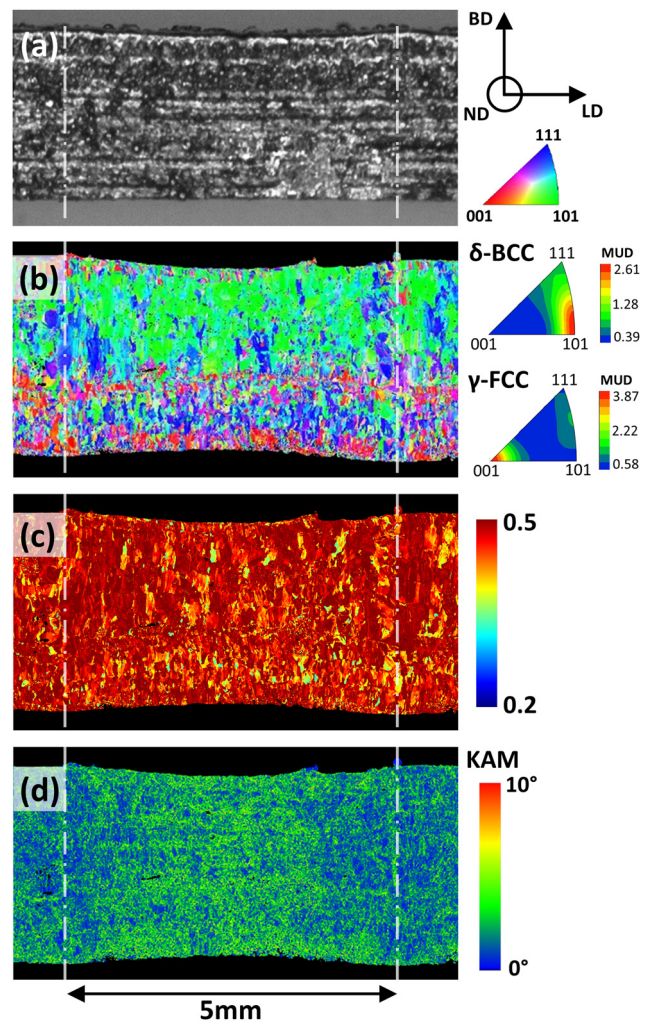 (a)
BD
ND
LD
111
001
101
(b)
δ-BCC
MUD
111
2.61
1.28
0.39
001
101
γ-FCC
MUD
111
3.87
2.22
0.58
001
101
(c)
0.5
0.2
(d)
KAM
10°
0°
5mm